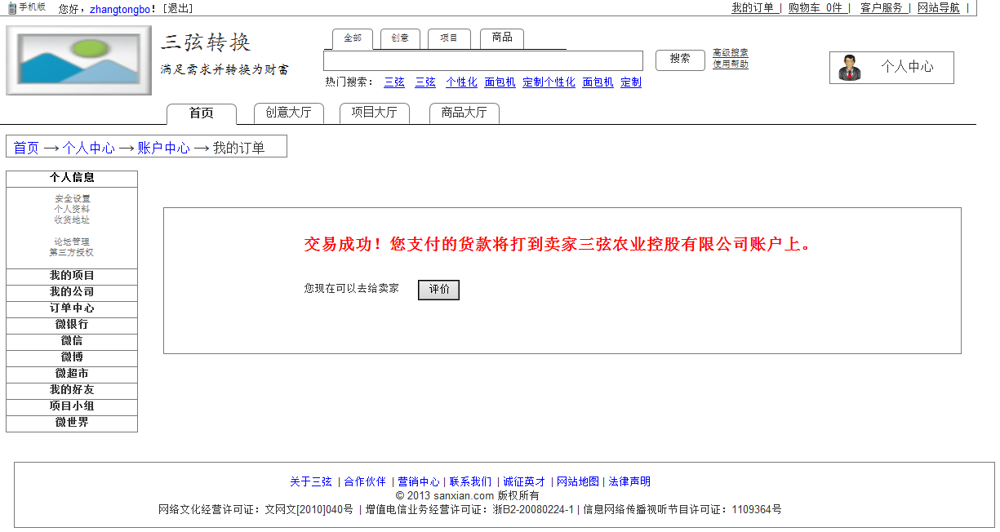 手机版 您好，zhangtongbo！[退出] 我的订单 | 购物车 0件 | 客户服务 | 网站导航 |
三弦转换
满足需求并转换为财富
全部 创意 项目 商品
搜索 高级搜索
使用帮助
个人中心
热门搜索： 三弦 三弦 个性化 面包机 定制个性化 面包机 定制
首页 创意大厅 项目大厅 商品大厅
首页 → 个人中心 → 账户中心 → 我的订单
个人信息
安全设置
个人资料
收货地址
论坛管理
第三方授权
我的项目
我的公司
订单中心
微银行
微信
微博
微超市
我的好友
项目小组
微世界
交易成功！您支付的货款将打到卖家三弦农业控股有限公司账户上。
您现在可以去给卖家 评价
关于三弦 | 合作伙伴 | 营销中心 | 联系我们 | 诚征英才 | 网站地图 | 法律声明
© 2013 sanxian.com 版权所有
网络文化经营许可证：文网文[2010]040号 | 增值电信业务经营许可证：浙B2-20080224-1 | 信息网络传播视听节目许可证：1109364号